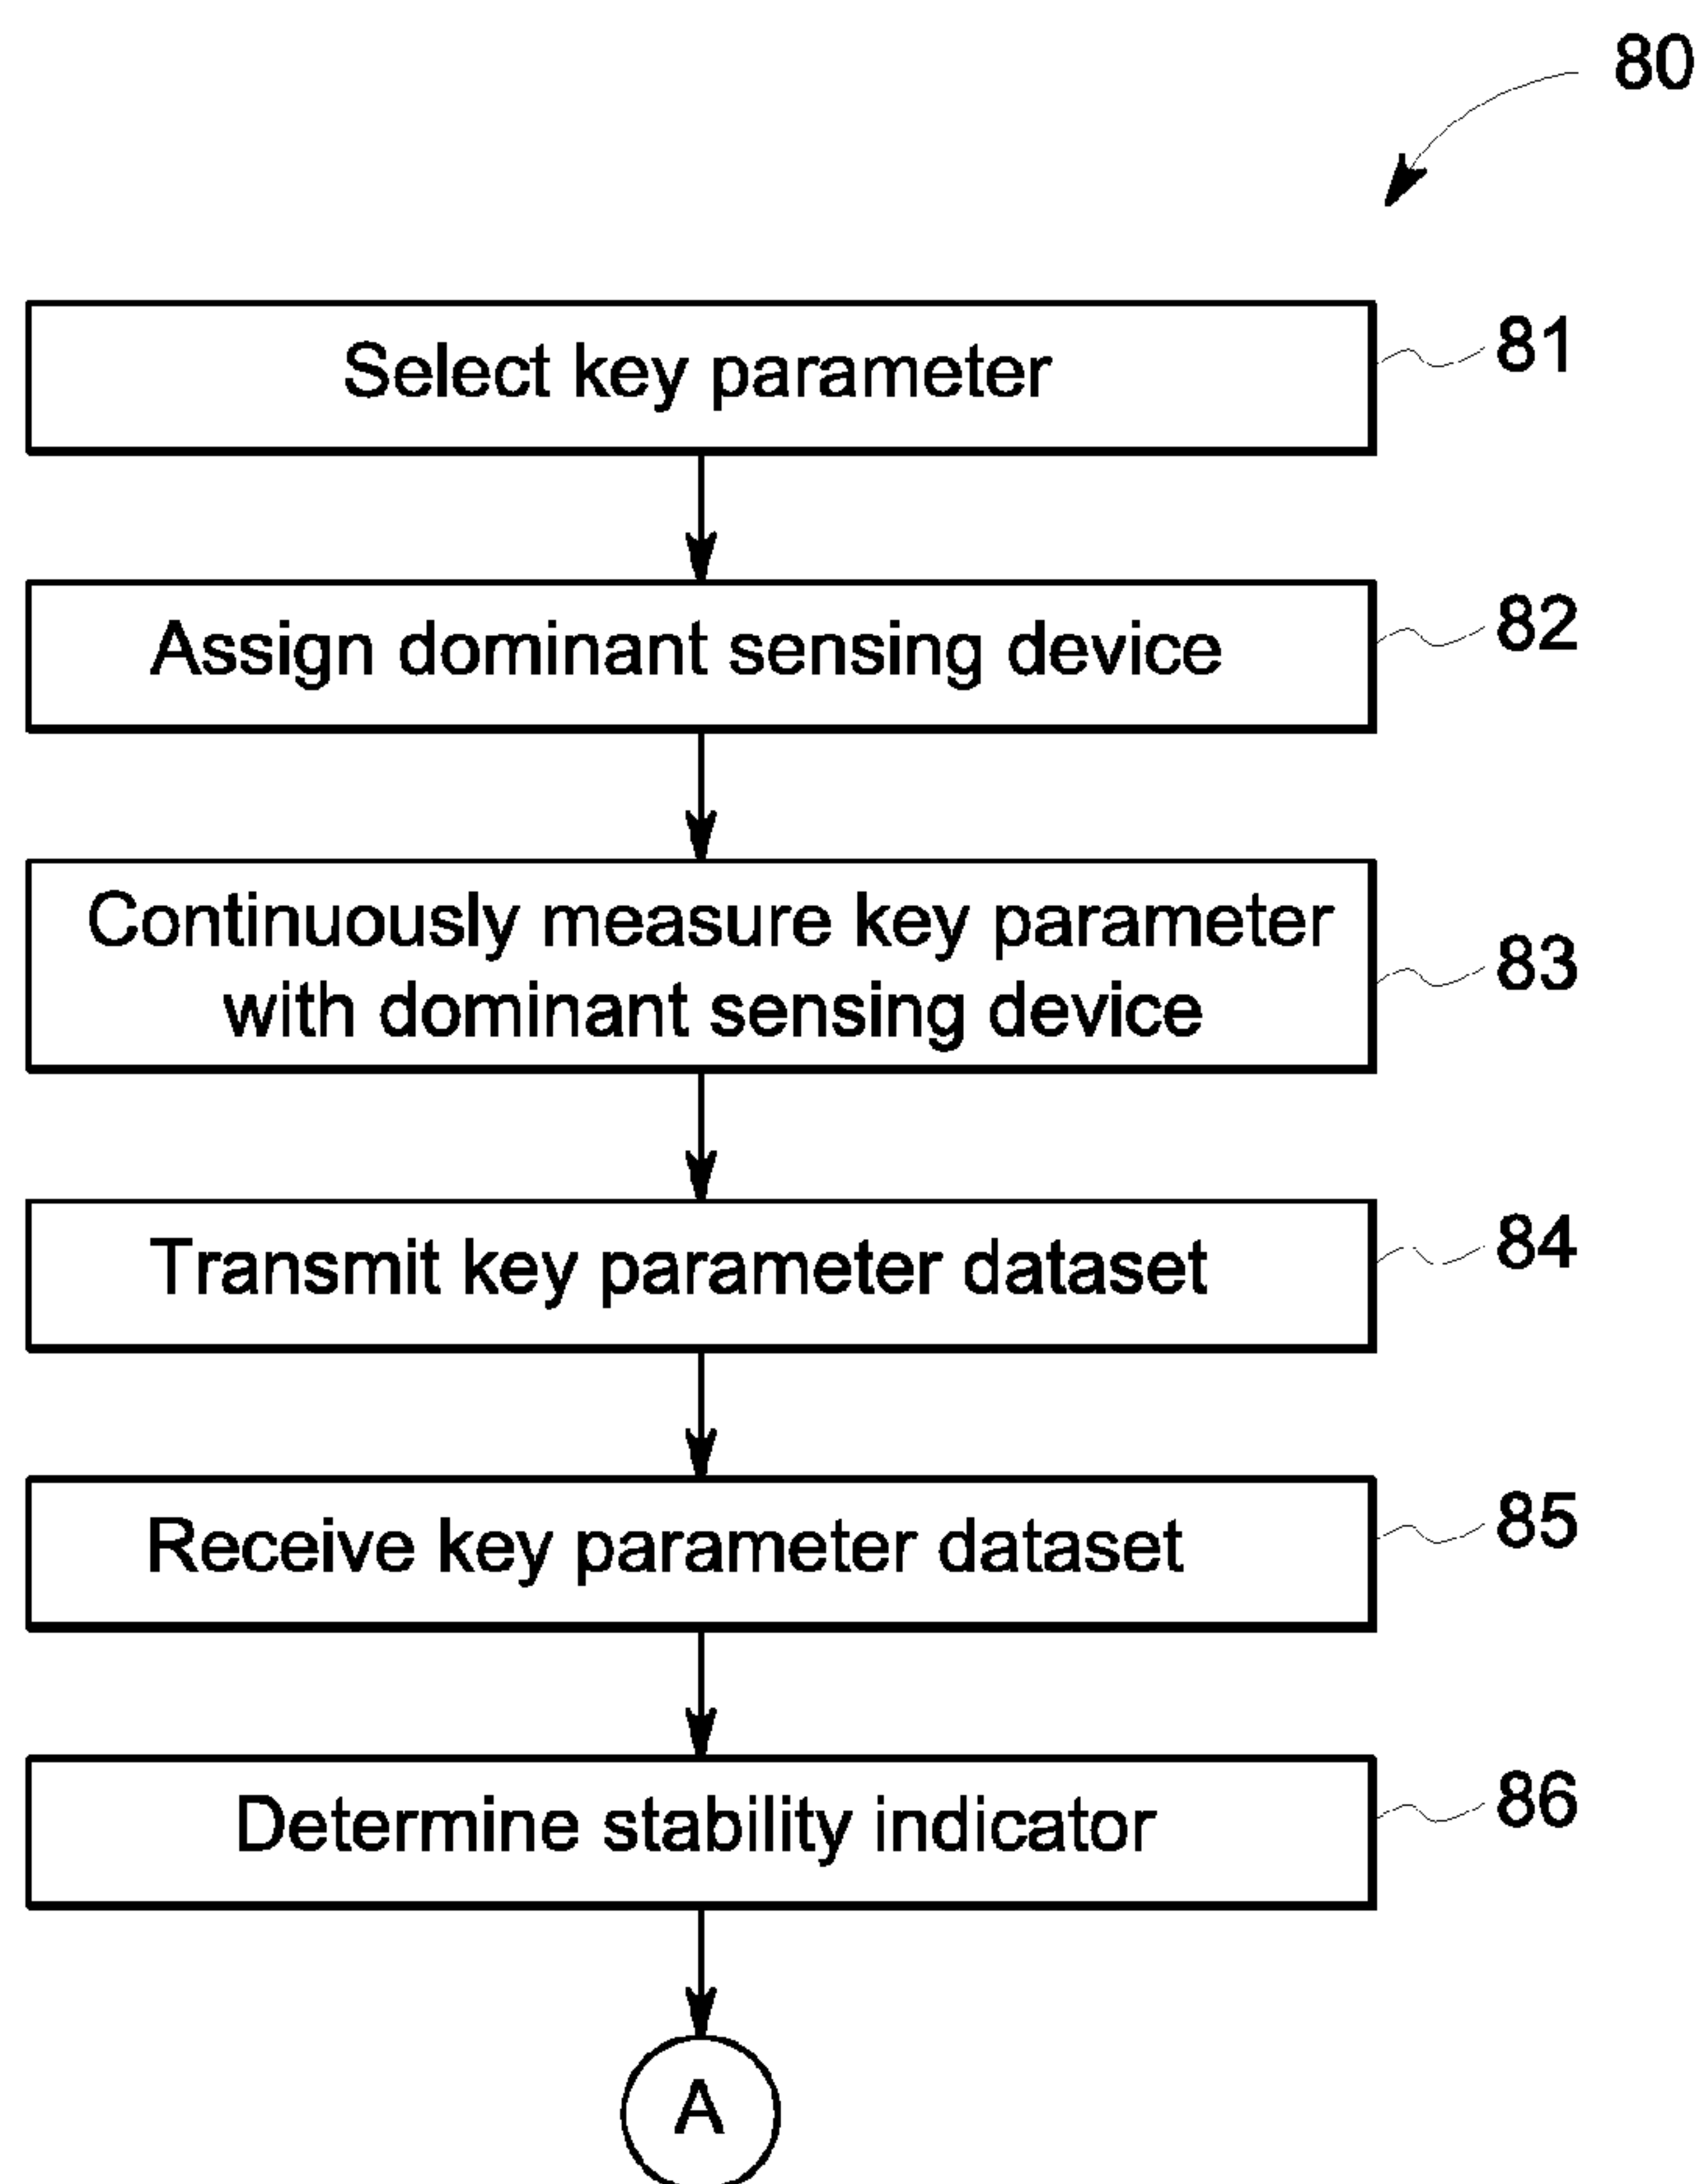 80
Select key parameter
81
Assign dominant sensing device
82
Continuously measure key parameter
with dominant sensing device
83
Transmit key parameter dataset
84
Receive key parameter dataset
85
Determine stability indicator
86
A